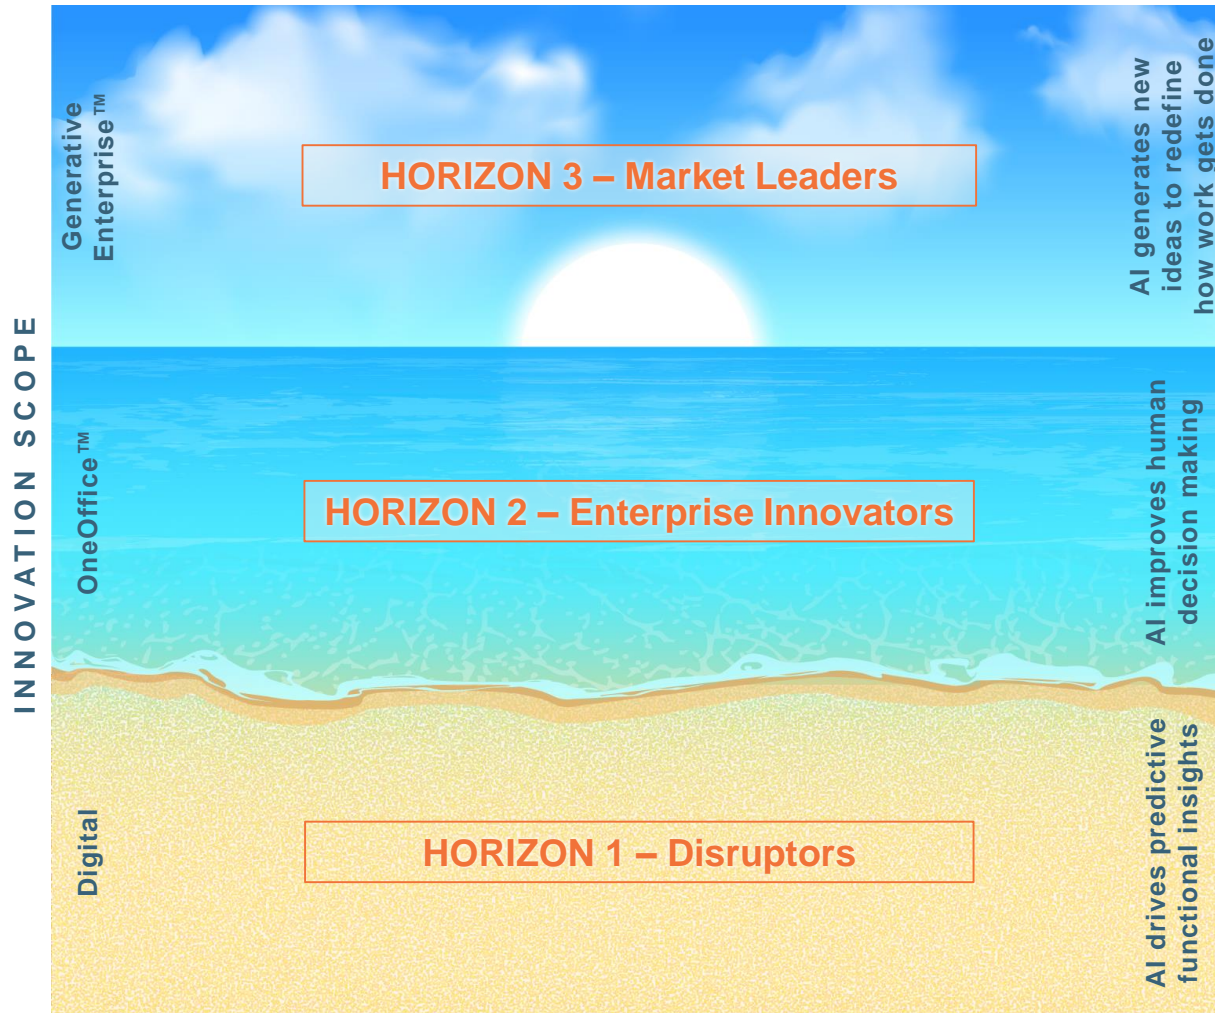 INNOVATION SCOPE
Generative
Enterprise™
HORIZON 3 – Market Leaders
AI generates new
ideas to redefine
how work gets done
OneOffice™
HORIZON 2 – Enterprise Innovators
AI improves human
decision making
Digital
HORIZON 1 – Disruptors
AI drives predictive
functional insights